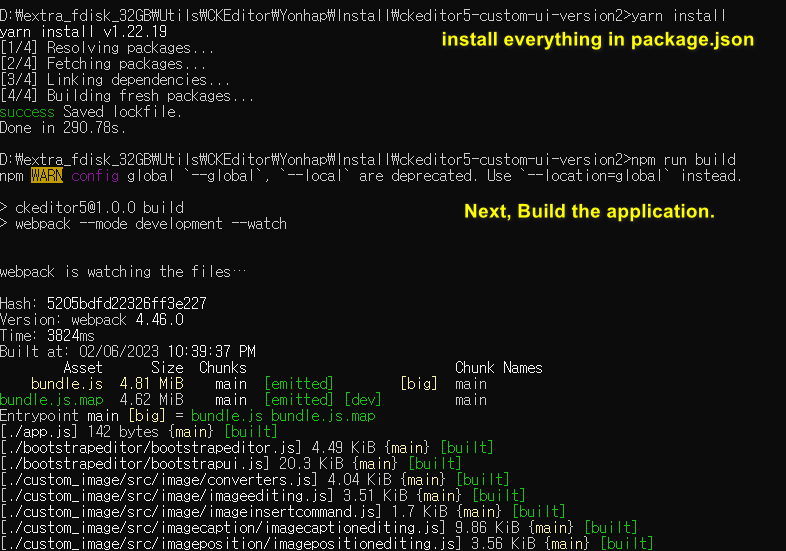 D:₩extra_fdisk_32GB₩Utils₩CKEditor₩Yonhap₩Install₩ckeditor5-custom-ui-version2>yarn install
yarn install v1.22.19
install everything in package.json
[1/4] Resolving packages...
[2/4] Fetching packages...
[3/4] Linking dependencies...
[4/4] Building fresh packages...
success Saved lockfile.
Done in 290.78s.
D:₩extra_fdisk_32GB₩Utils₩CKEditor₩Yonhap₩Install₩ckeditor5-custom-ui-version2>npm run build
npm WARN config global `--global`, `--local` are deprecated. Use `--location=global` instead.
> ckeditor5@1.0.0 build
Next, Build the application.
> webpack --mode development --watch
webpack is watching the files…
Hash: 5205bdfd22326ff3e227
Version: webpack 4.46.0
Time: 3824ms
Built at: 02/06/2023 10:39:37 PM
Asset Size Chunks Chunk Names
bundle.js 4.81 MiB main [emitted] [big] main
bundle.js.map 4.62 MiB main [emitted] [dev] main
Entrypoint main [big] = bundle.js bundle.js.map
[./app.js] 142 bytes {main} [built]
[./bootstrapeditor/bootstrapeditor.js] 4.49 KiB {main} [built]
[./bootstrapeditor/bootstrapui.js] 20.3 KiB {main} [built]
[./custom_image/src/image/converters.js] 4.04 KiB {main} [built]
[./custom_image/src/image/imageediting.js] 3.51 KiB {main} [built]
[./custom_image/src/image/imageinsertcommand.js] 1.7 KiB {main} [built]
[./custom_image/src/imagecaption/imagecaptionediting.js] 9.86 KiB {main} [built]
[./custom_image/src/imageposition/imagepositionediting.js] 3.56 KiB {main} [built]